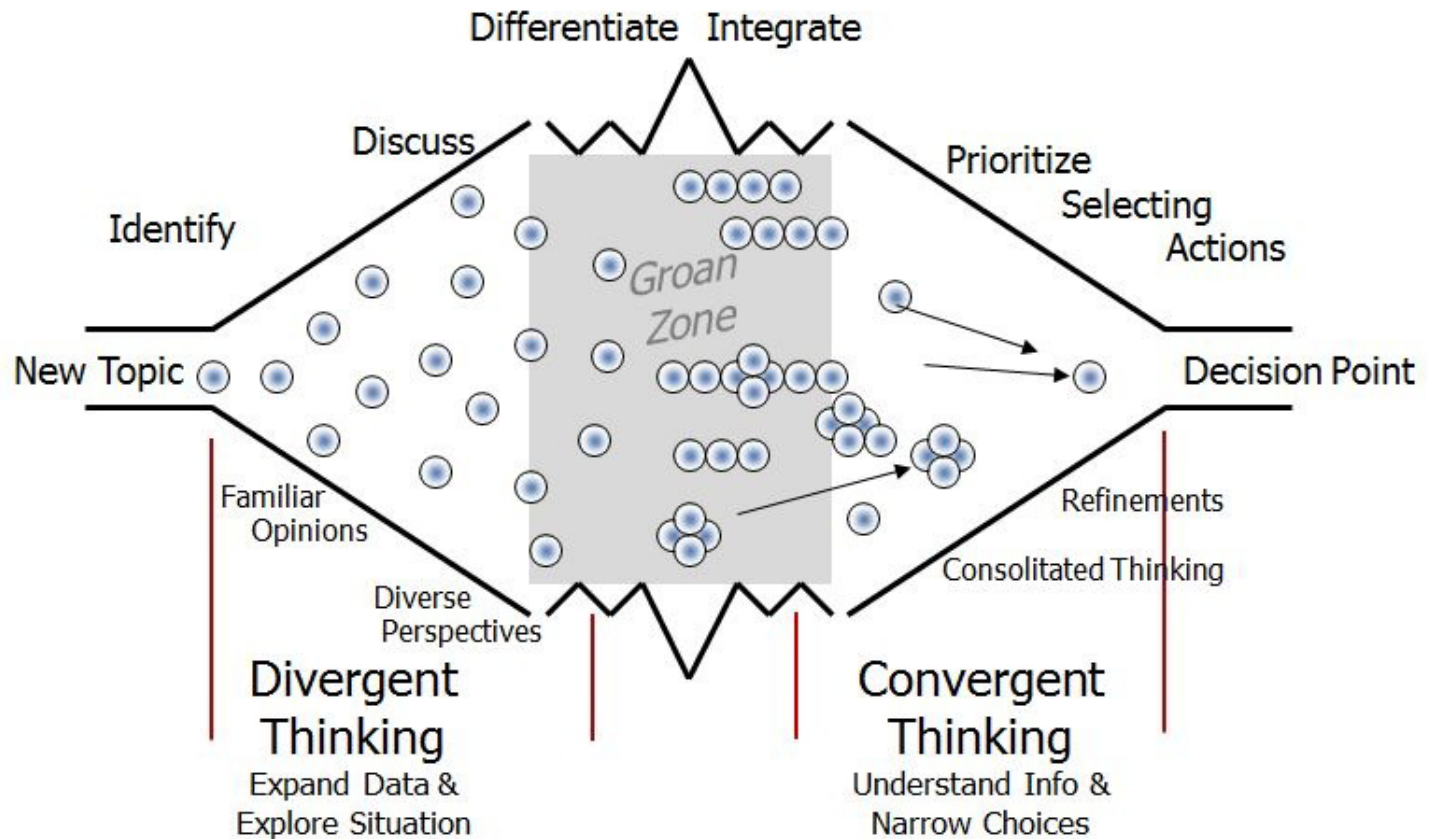 Differentiate Integrate
Discuss
Prioritize
Identify
Selecting
Actions
Groan
Zone
New Topic
Decision Point
Familiar
Opinions
Refinements
Consolitated Thinking
Diverse
Perspectives
Divergent
Thinking
Expand Data &
Explore Situation
Convergent
Thinking
Understand Info &
Narrow Choices